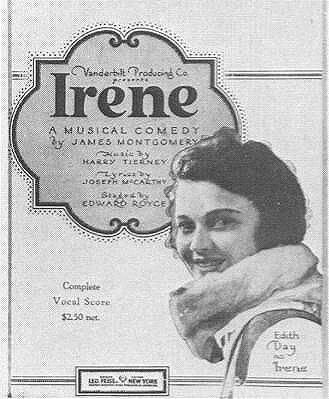 Vanderbilt Producing Co.
presents
Irene
A MUSICAL COMEDY
by JAMES MONTGOMERY
Music by
HARRY TIERNEY
Lyrics by
JOSEPH McCARTHY
Staged by
EDWARD ROYCE
Complete
Vocal Score
$2.50 net.
Edith
Day
as
Irene
LEO. FEIST NEW YORK